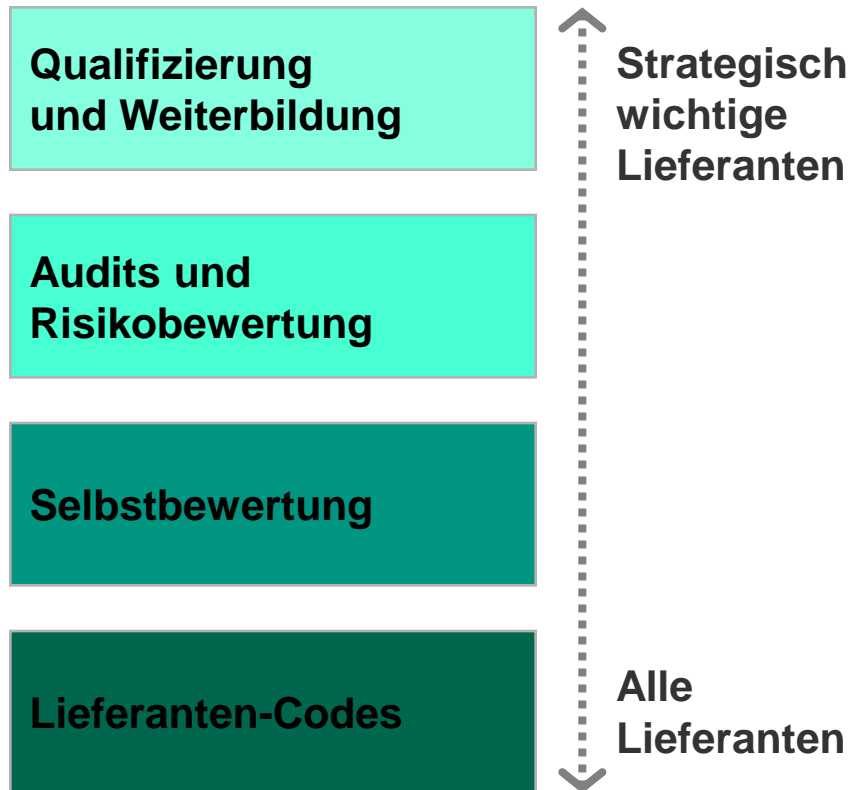 Qualifizierung
und Weiterbildung
Strategisch
wichtige
Lieferanten
Audits und
Risikobewertung
Selbstbewertung
Lieferanten-Codes
Alle
Lieferanten